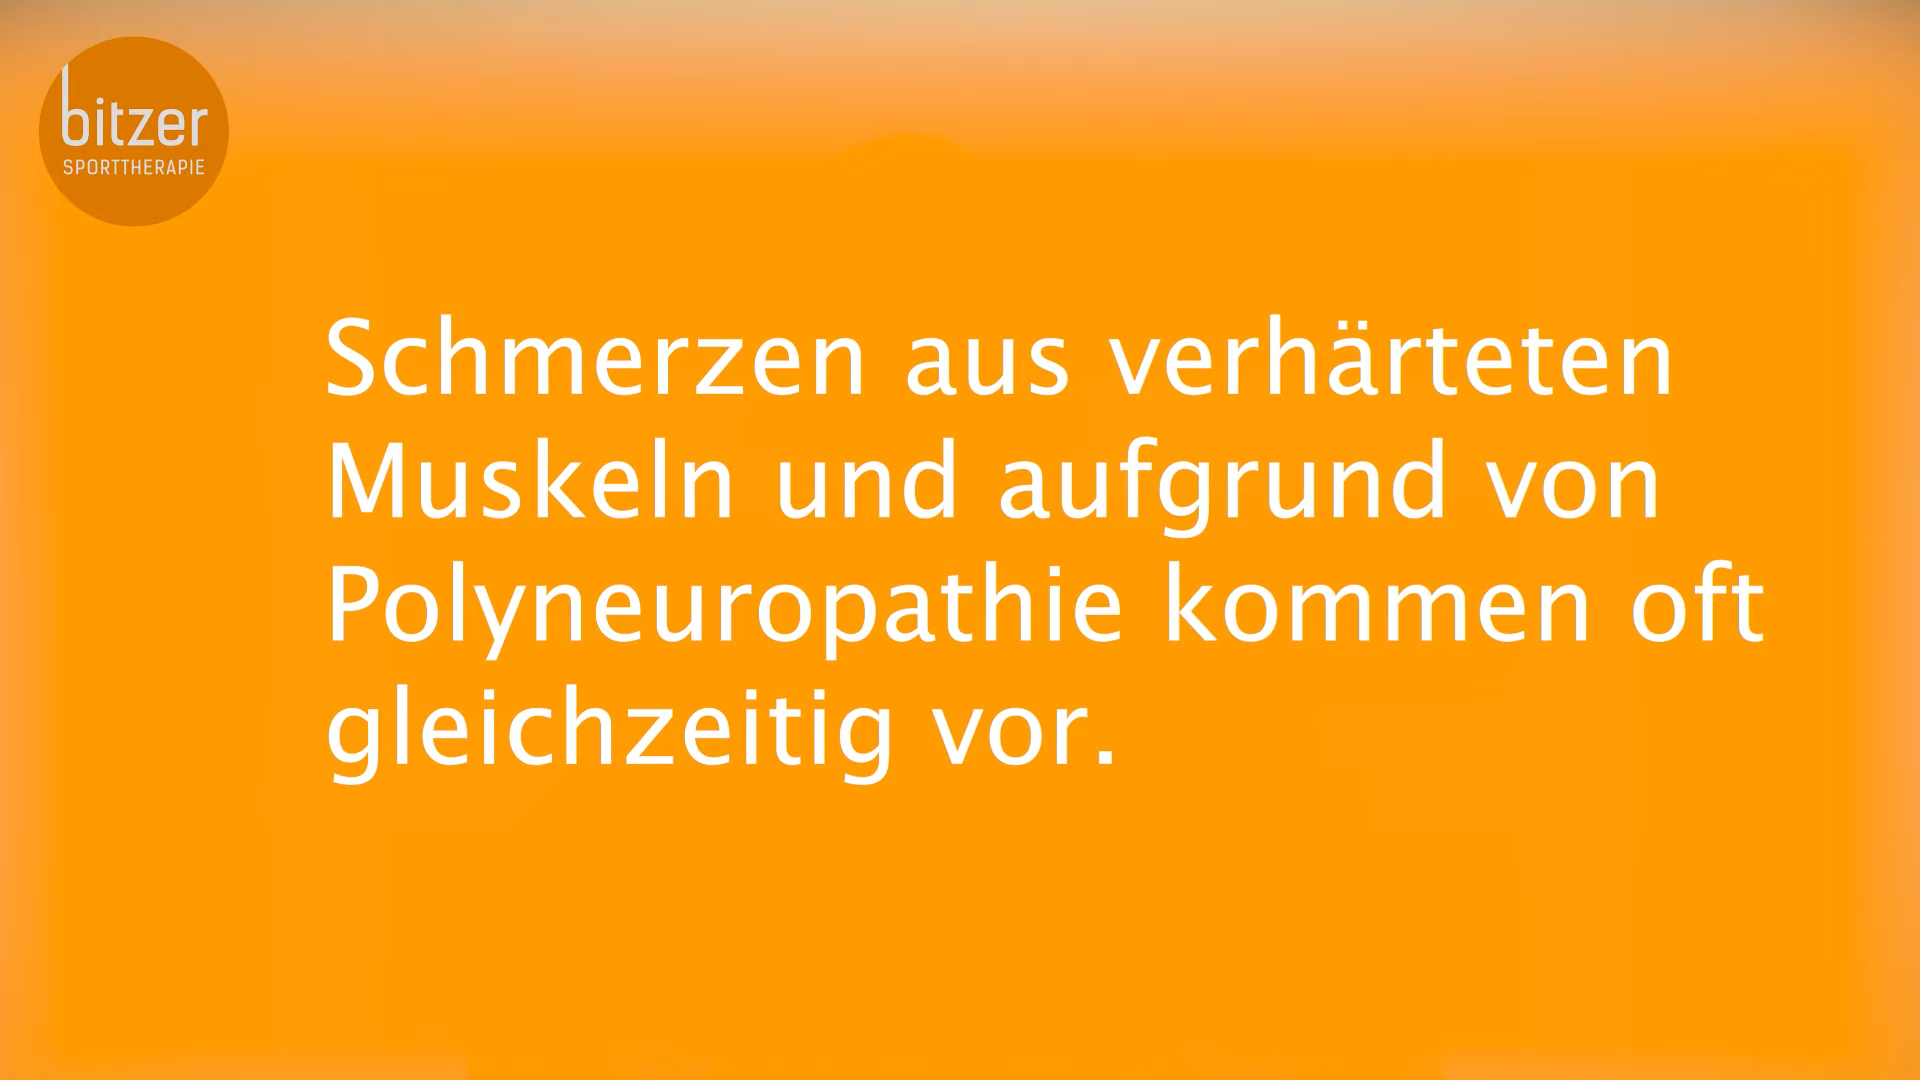 bitzer
SPORTTHERAPIE
Schmerzen aus verhärteten
Muskeln und aufgrund von
Polyneuropathie kommen oft
gleichzeitig vor.